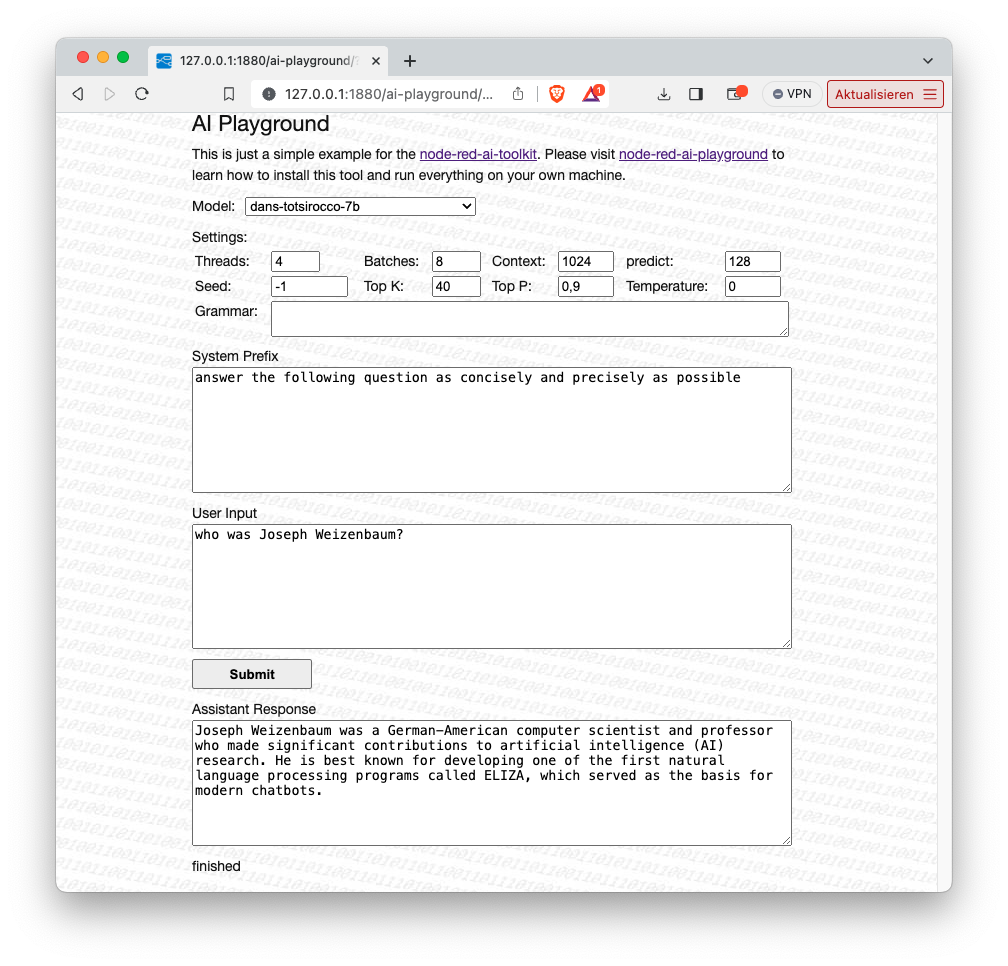 127.0.0.1:1880/ai-playground/
127.0.0.1:1880/ai-playground/...
1
VPN
Aktualisieren
AI Playground
This is just a simple example for the node-red-ai-toolkit. Please visit node-red-ai-playground to
learn how to install this tool and run everything on your own machine.
Model: dans-totsirocco-7b
Settings:
Threads: 4 Batches: 8 Context: 1024 predict: 128
Seed: -1 Top K: 40 Top P: 0,9 Temperature: 0
Grammar:
System Prefix
answer the following question as concisely and precisely as possible
User Input
who was Joseph Weizenbaum?
Submit
Assistant Response
Joseph Weizenbaum was a German-American computer scientist and professor
who made significant contributions to artificial intelligence (AI)
research. He is best known for developing one of the first natural
language processing programs called ELIZA, which served as the basis for
modern chatbots.
finished